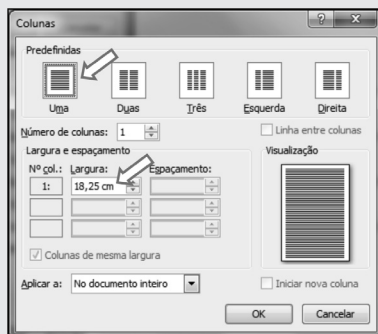 Colunas
Predefinidas
Uma Duas Três Esquerda Direita
Número de colunas: 1 Linha entre colunas
Largura e espaçamento Visualização
Nº col.: Largura: Espaçamento:
1: 18,25 cm
Colunas de mesma largura
Aplicar a: No documento inteiro Iniciar nova coluna
OK Cancelar